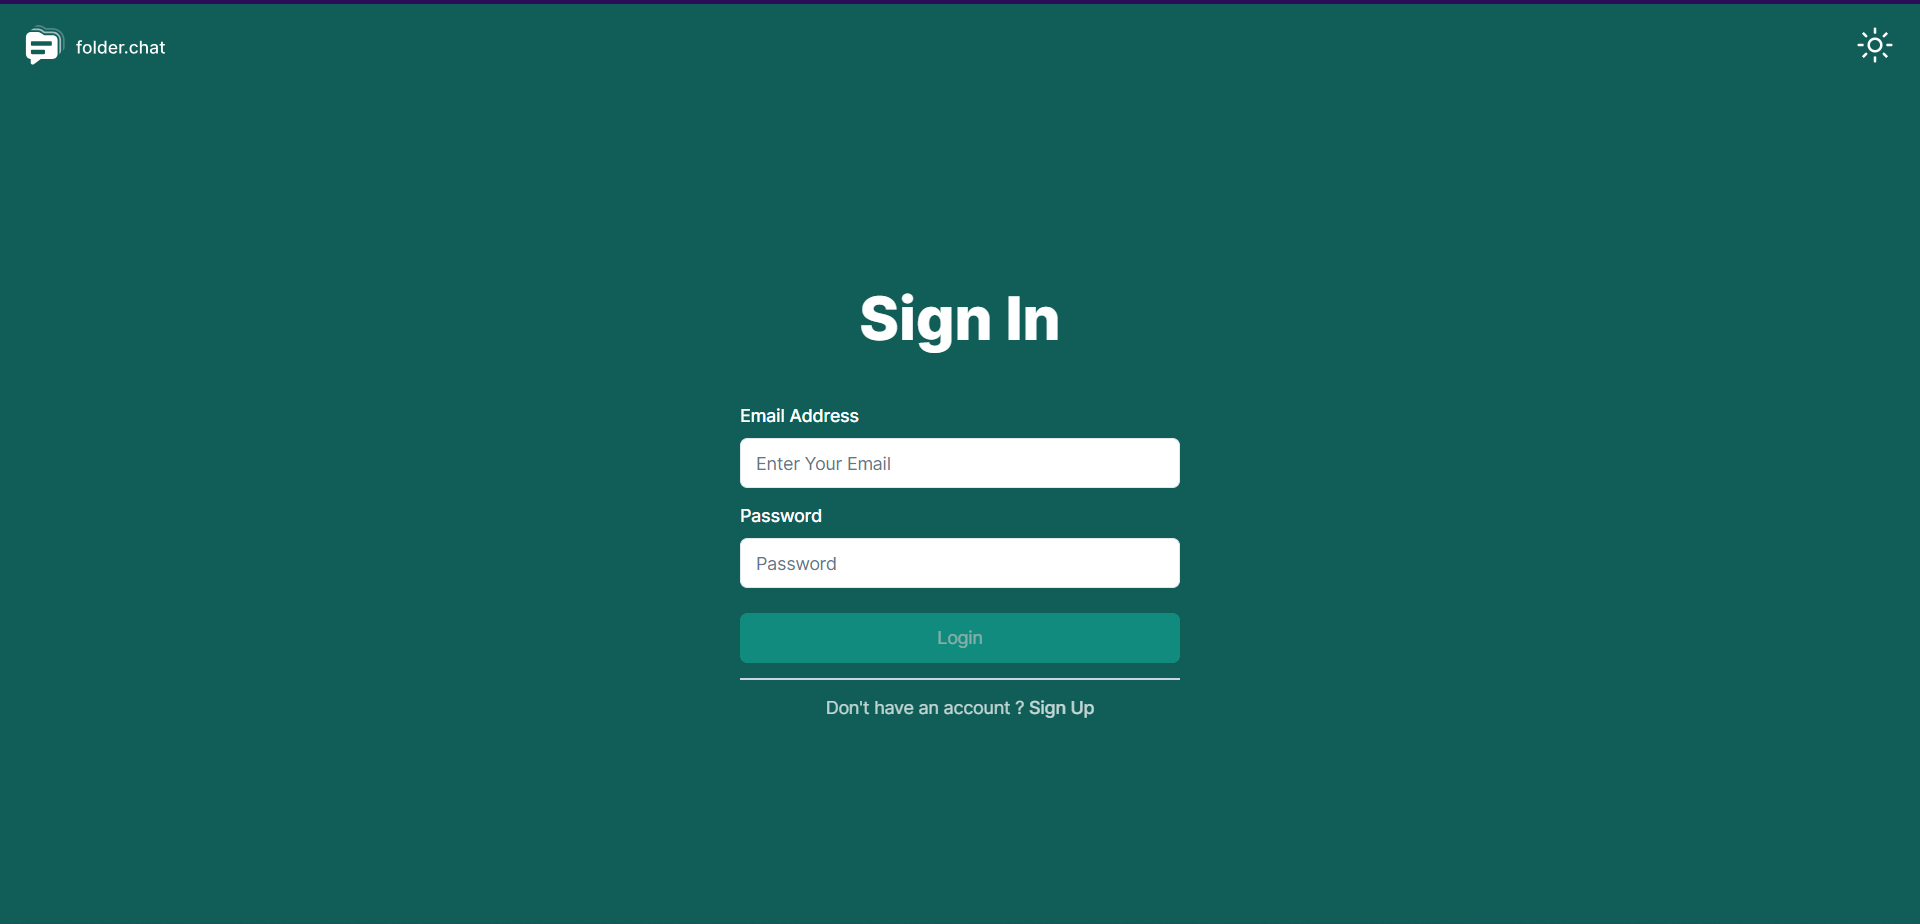 folder.chat
Sign In
Email Address
Enter Your Email
Password
Password
Login
Don't have an account ? Sign Up